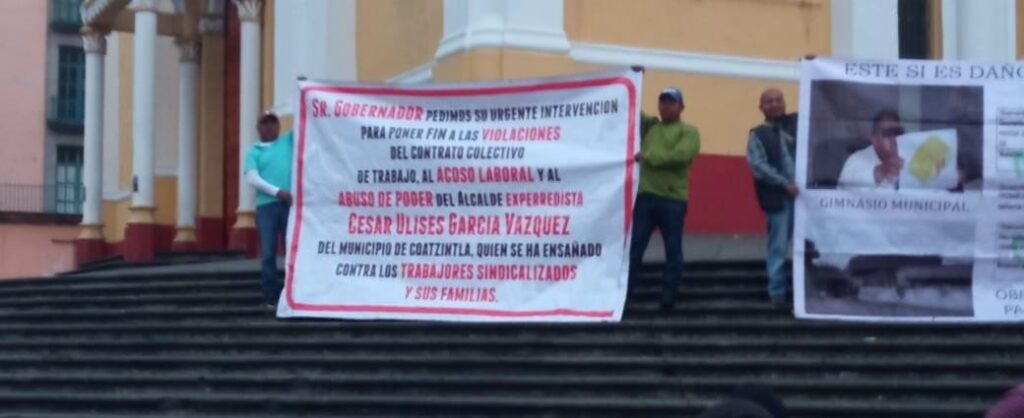 SR. GOBERNADOR PEDIMOS SU URGENTE INTERVENCION
PARA PONER FIN A LAS VIOLACIONES
DEL CONTRATO COLECTIVO
DE TRABAJO, AL ACOSO LABORAL Y AL
ABUSO DE PODER DEL ALCALDE EXPERREDISTA
CESAR ULISES GARCIA VAZQUEZ
DEL MUNICIPIO DE COATZINTLA, QUIEN SE HA ENSAÑADO
CONTRA LOS TRABAJORES SINDICALIZADOS
Y SUS FAMILIAS.
ESTE SI ES DAÑO
GIMNASIO MUNICIPAL